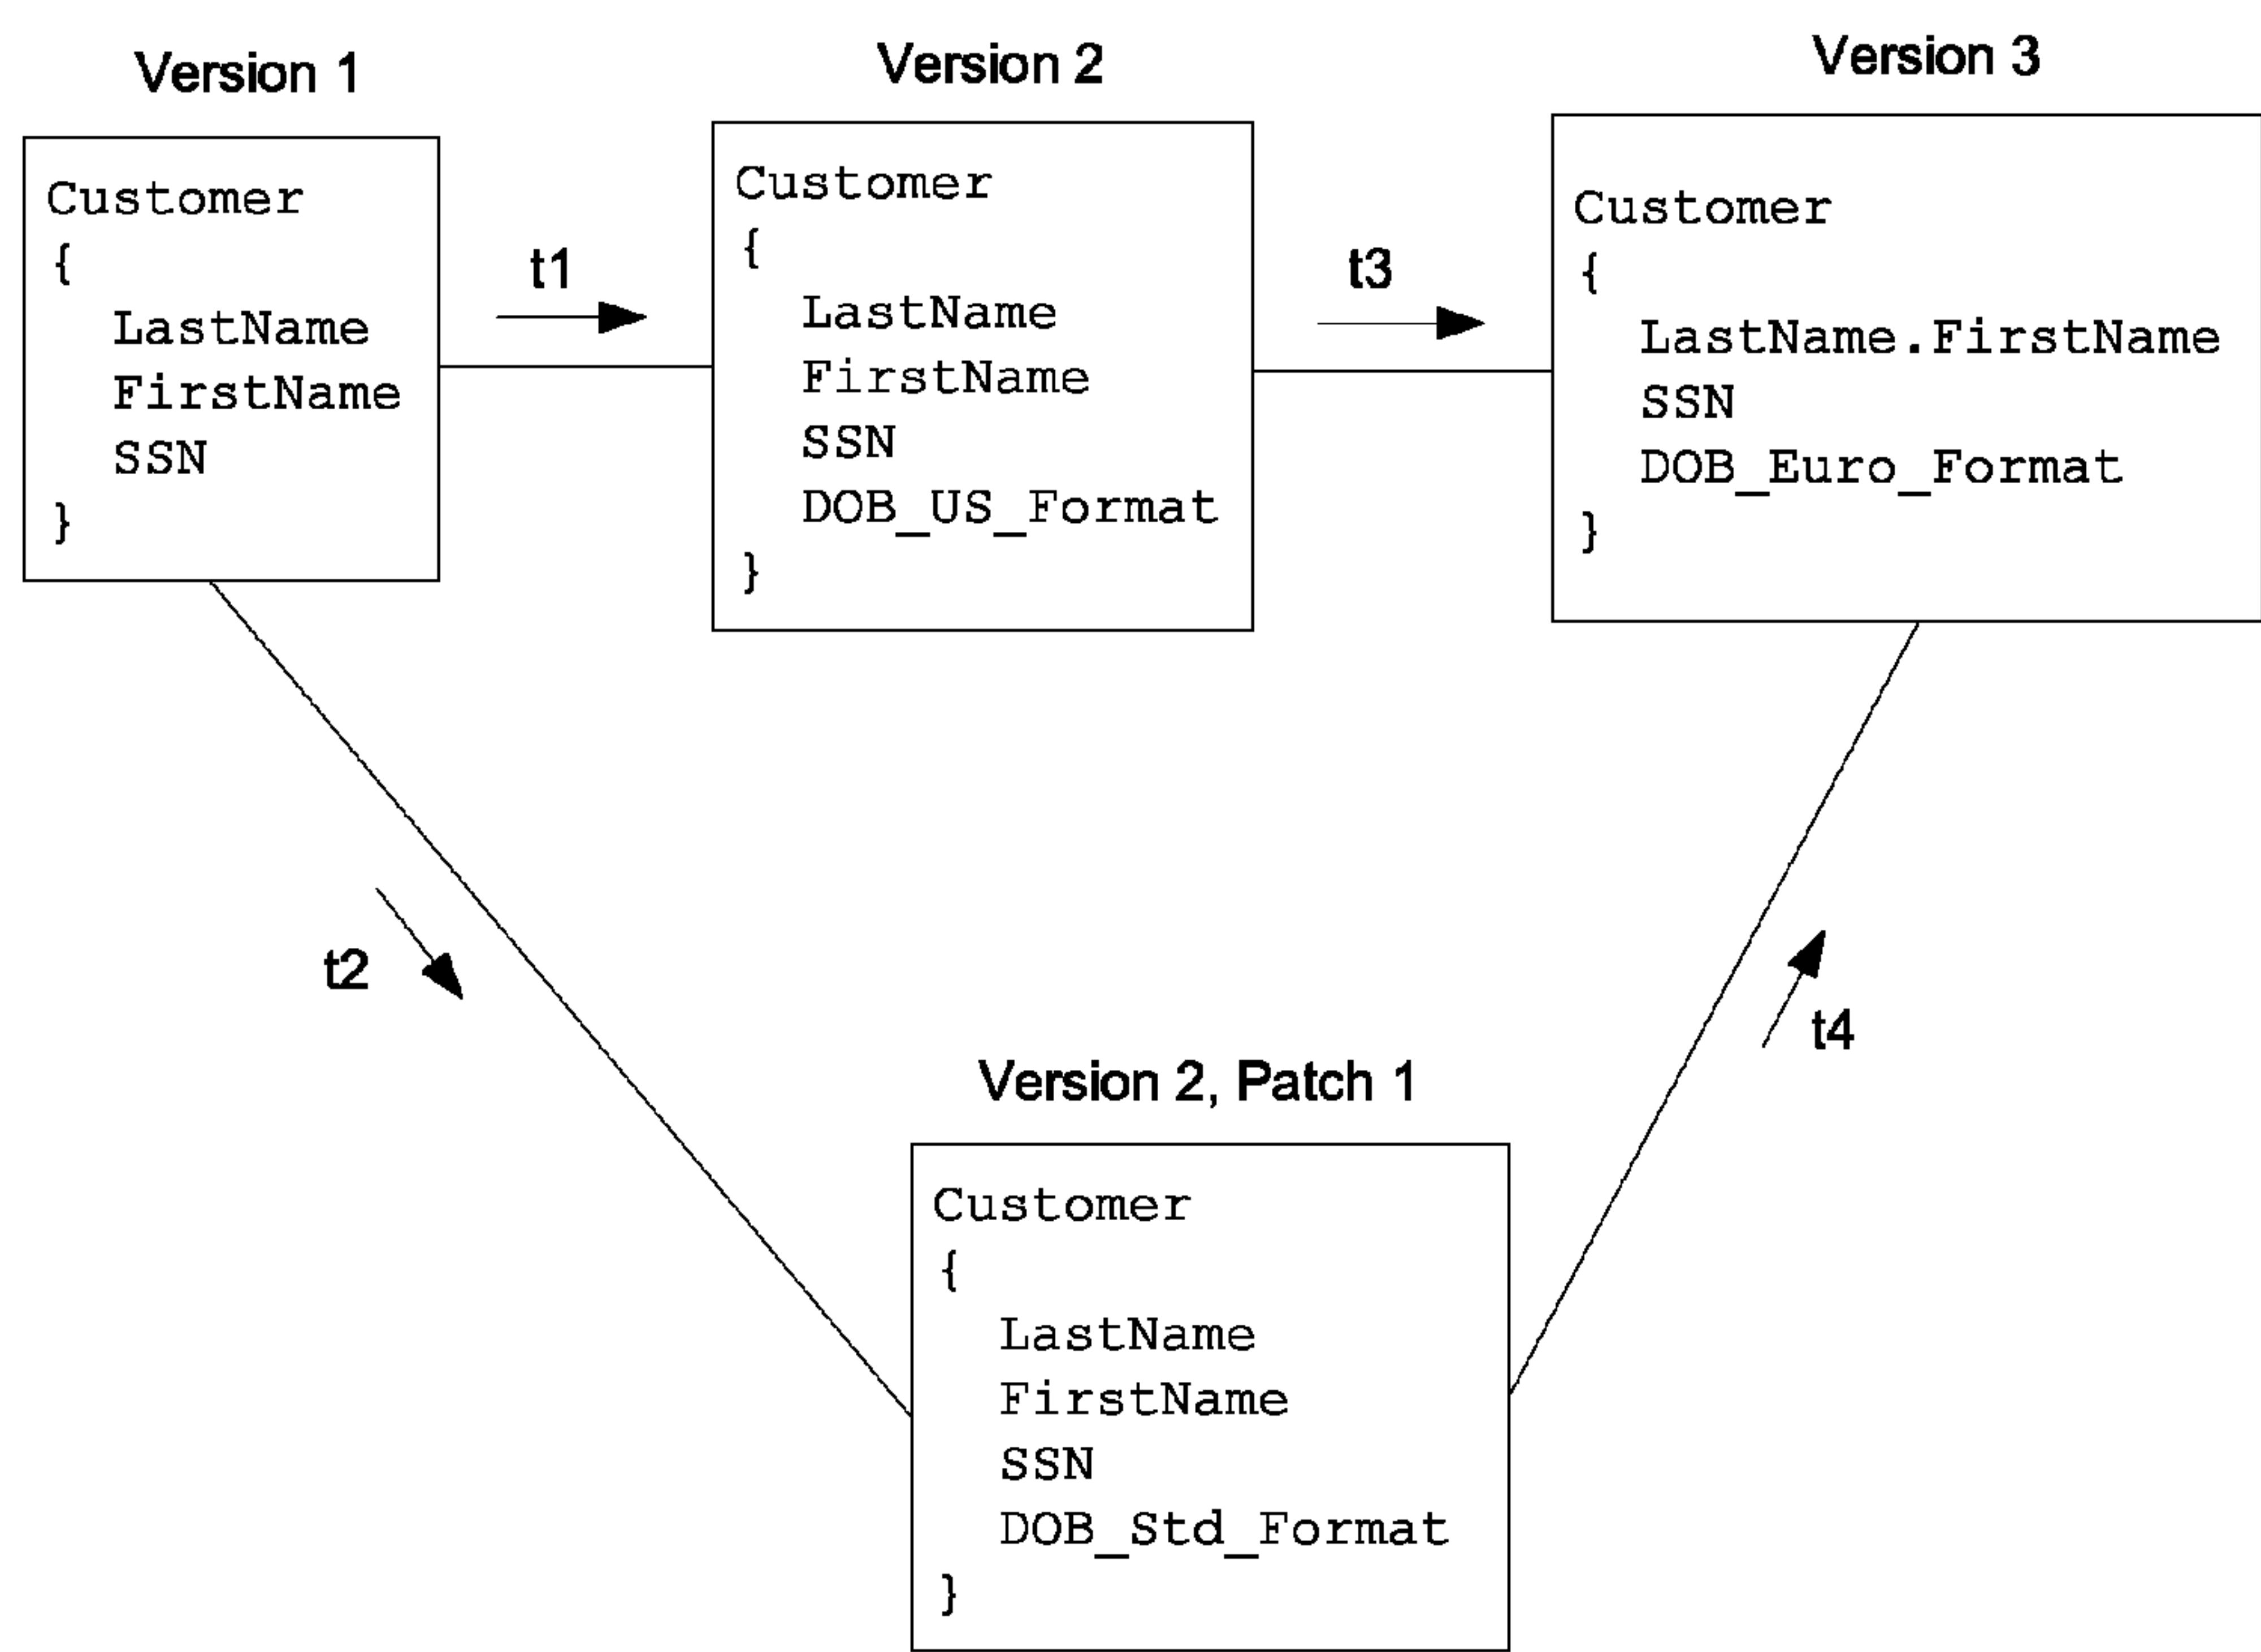 Version 1
Customer
{
LastName
FirstName
SSN
}
t1
Version 2
Customer
{
LastName
FirstName
SSN
DOB_US_Format
}
t3
Version 3
Customer
{
LastName.FirstName
SSN
DOB_Euro_Format
}
t2
t4
Version 2, Patch 1
Customer
{
LastName
FirstName
SSN
DOB_Std_Format
}